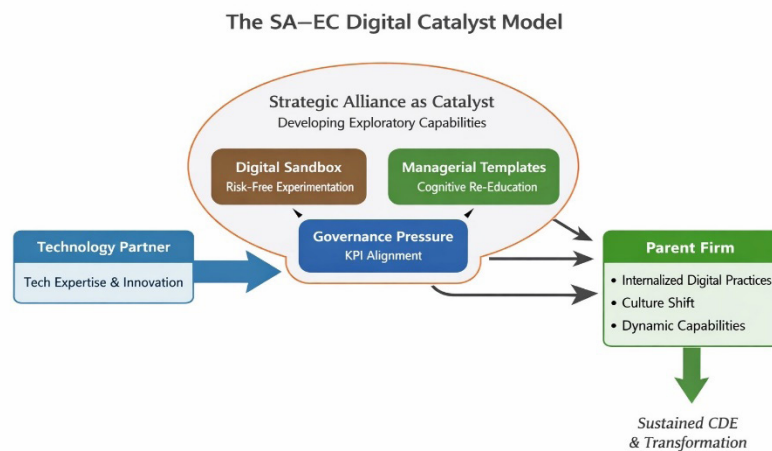 The SA–EC Digital Catalyst Model
Strategic Alliance as Catalyst
Developing Exploratory Capabilities
Digital Sandbox
Risk-Free Experimentation
Managerial Templates
Cognitive Re-Education
Governance Pressure
KPI Alignment
Technology Partner
Tech Expertise & Innovation
Parent Firm
• Internalized Digital Practices
• Culture Shift
• Dynamic Capabilities
Sustained CDE
& Transformation